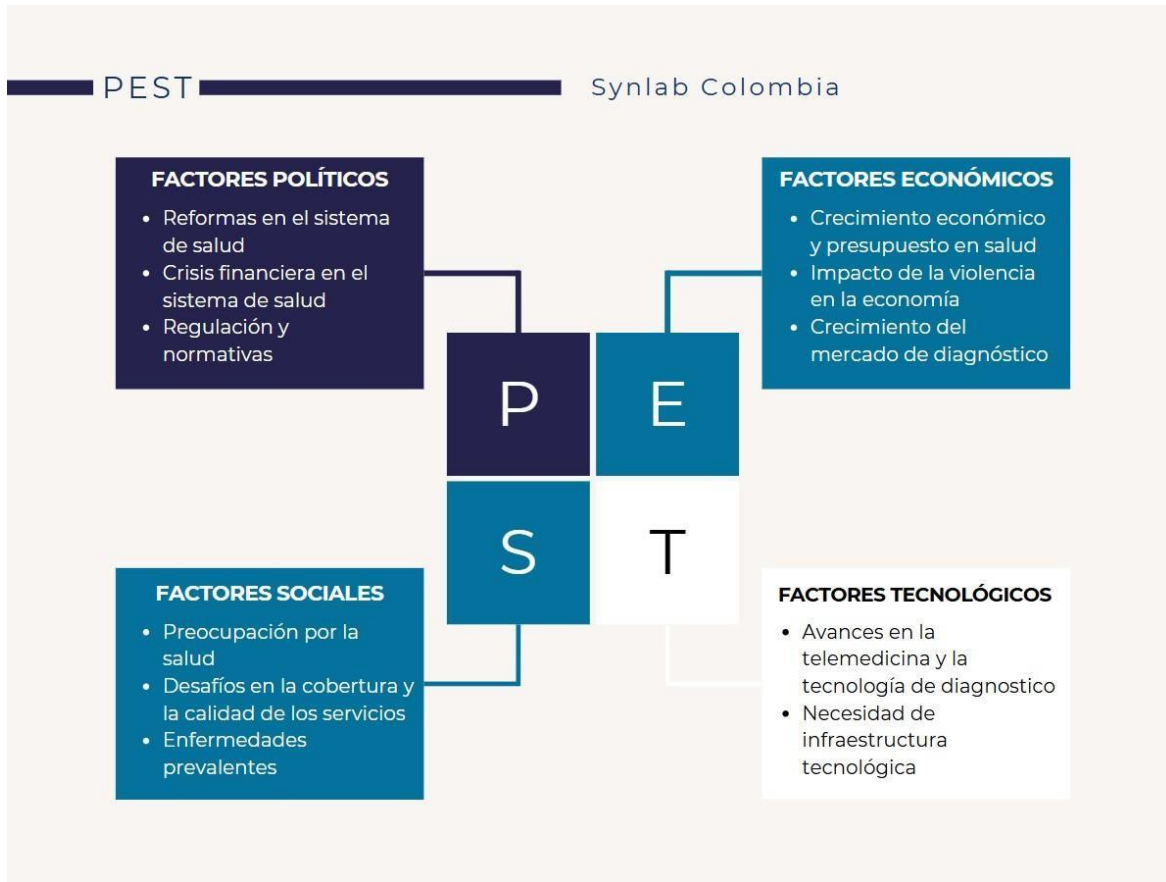 PEST
Synlab Colombia
FACTORES POLÍTICOS
• Reformas en el sistema
de salud
• Crisis financiera en el
sistema de salud
• Regulación y
normativas
FACTORES ECONÓMICOS
• Crecimiento económico
y presupuesto en salud
• Impacto de la violencia
en la economía
• Crecimiento del
mercado de diagnóstico
P
E
S
T
FACTORES SOCIALES
• Preocupación por la
salud
• Desafíos en la cobertura y
la calidad de los servicios
• Enfermedades
prevalentes
FACTORES TECNOLÓGICOS
• Avances en la
telemedicina y la
tecnología de diagnostico
• Necesidad de
infraestructura
tecnológica